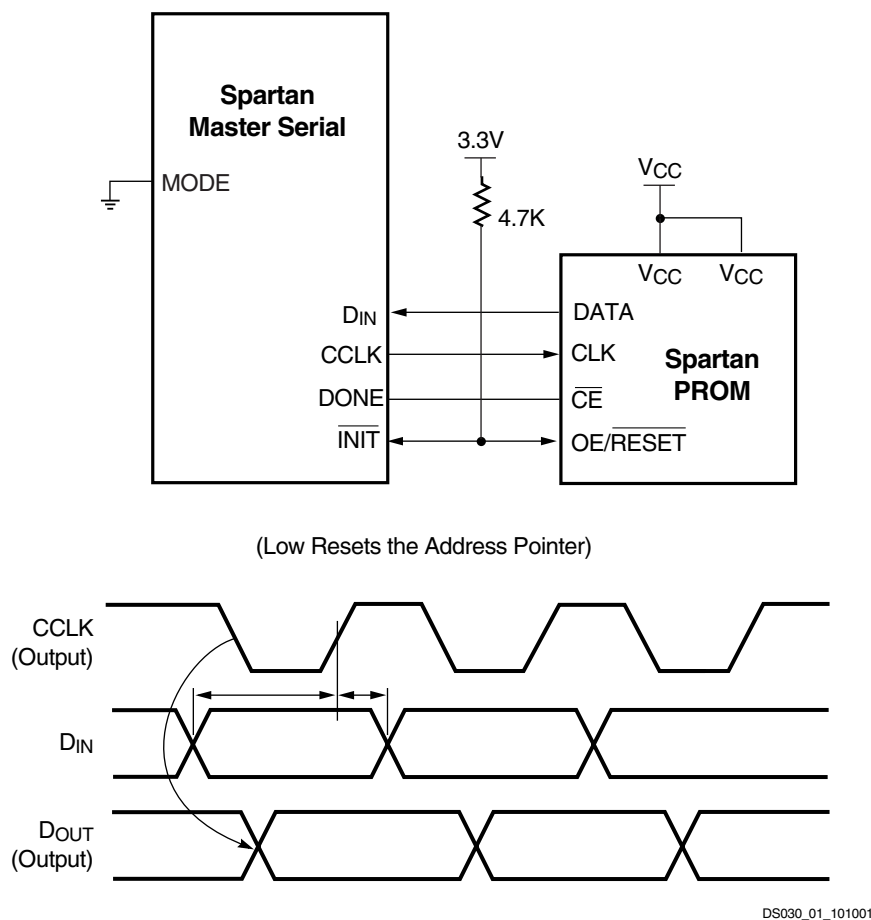 Spartan
Master Serial
MODE
3.3V
4.7K
VCC
VCC VCC
DIN
DATA
CCLK
CLK
Spartan
PROM
DONE
CE
INIT
OE/RESET
(Low Resets the Address Pointer)
CCLK
(Output)
DIN
DOUT
(Output)
DS030_01_101001